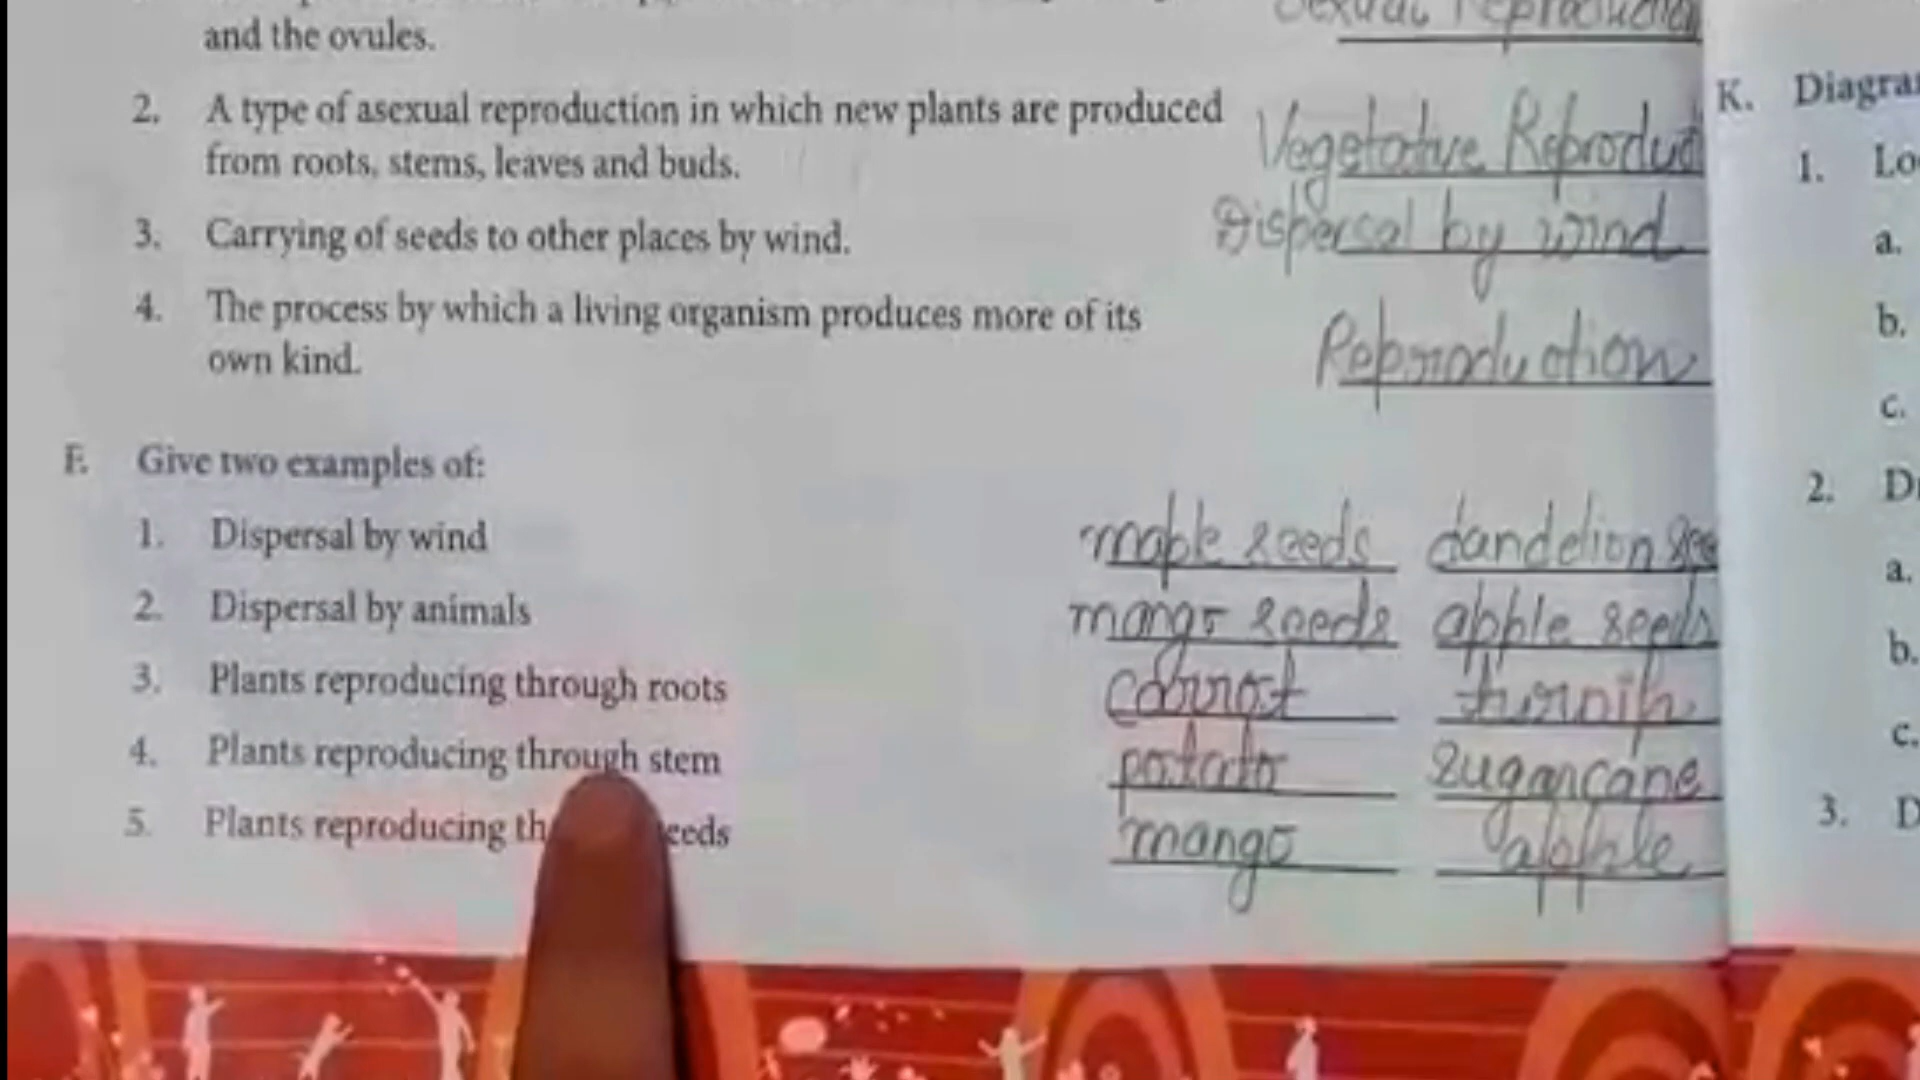 and the ovules.
Sexual Reproduction
2. A type of asexual reproduction in which new plants are produced
from roots, stems, leaves and buds.
Vegetative Reproduct
3. Carrying of seeds to other places by wind.
Dispersal by wind
4. The process by which a living organism produces more of its
own kind.
Reproduction
F. Give two examples of:
1. Dispersal by wind maple seeds dandelion see
2. Dispersal by animals mango seeds apple seeds
3. Plants reproducing through roots carrot turnip
4. Plants reproducing through stem potato sugarcane
5. Plants reproducing th eeds mango apple
K. Diagra
1. Lo
a.
b.
c.
2. D
a.
b.
c.
3. D